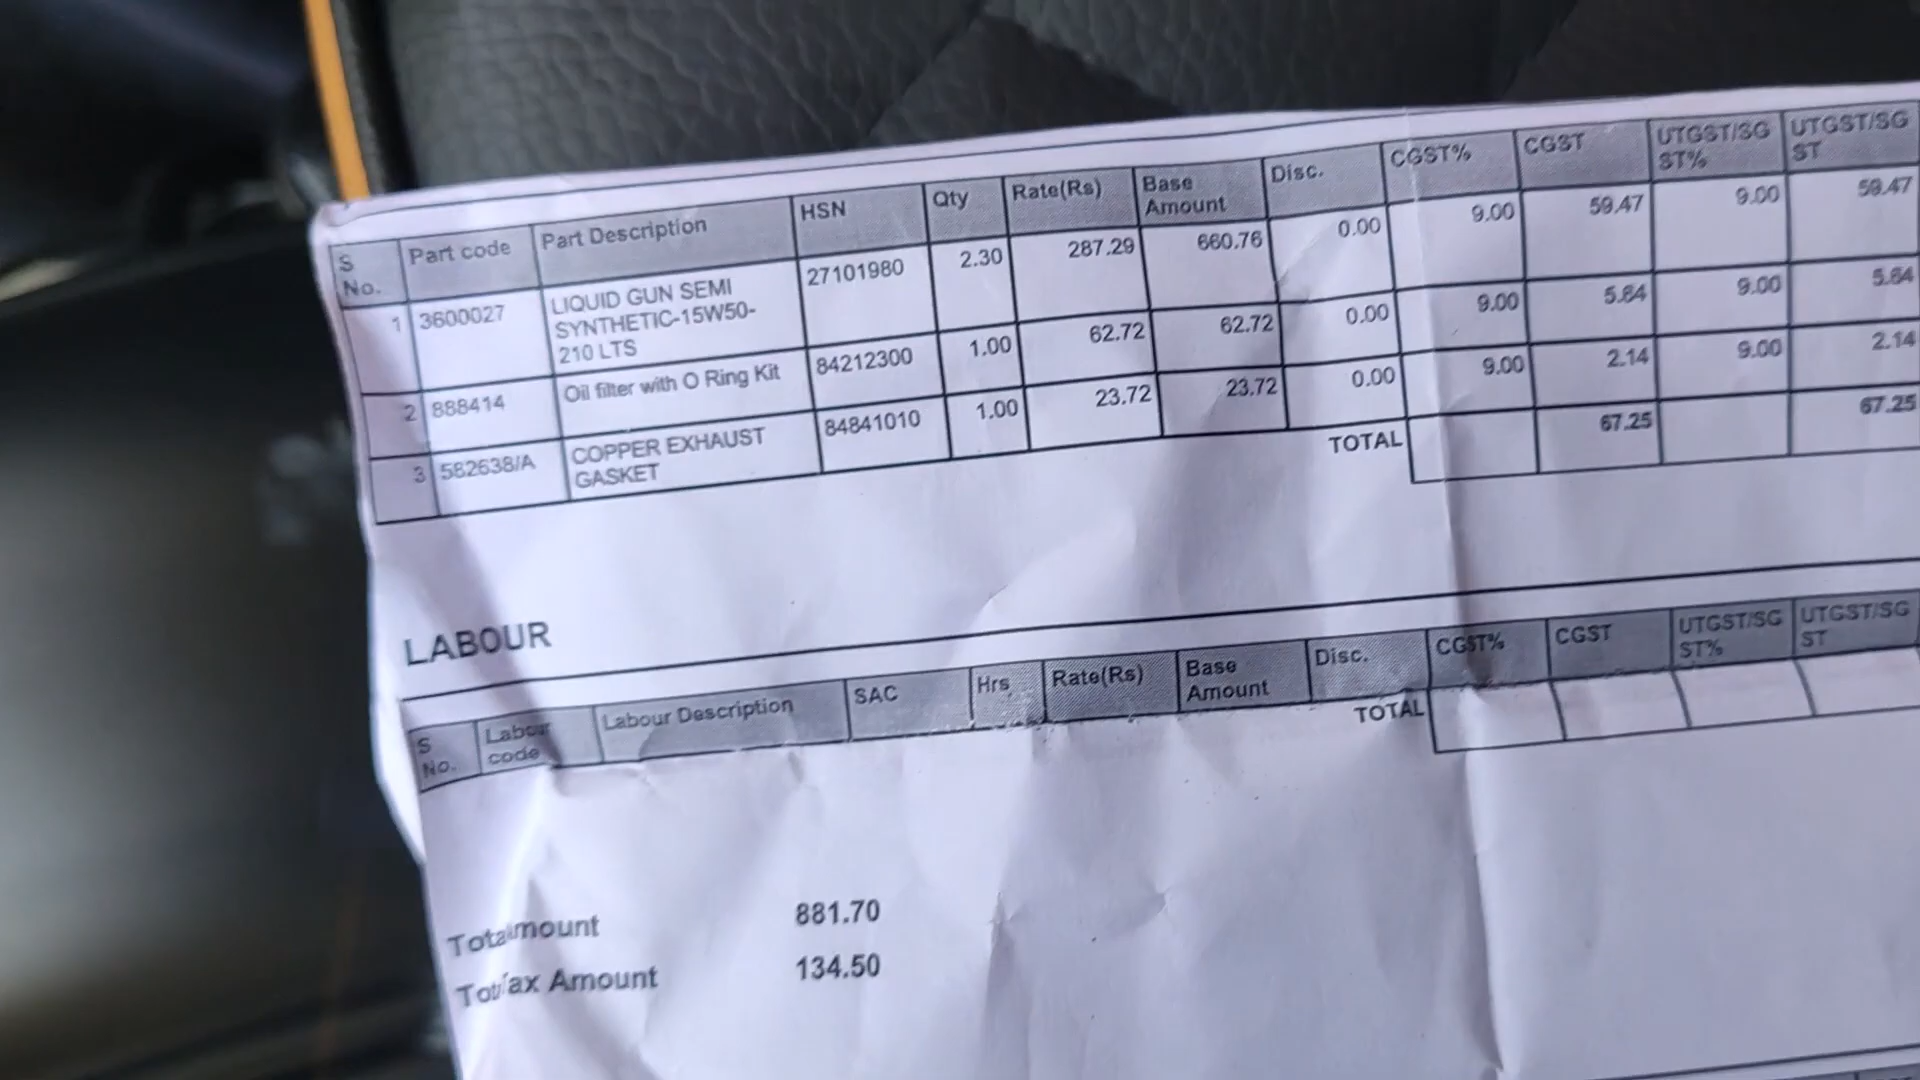 S No. Part code Part Description HSN Qty Rate(Rs) Base Amount Disc. CGST% CGST UTGST/SG ST% UTGST/SG ST
1 3600027 LIQUID GUN SEMI SYNTHETIC-15W50-210 LTS 27101980 2.30 287.29 660.76 0.00 9.00 59.47 9.00 59.47
2 888414 Oil filter with O Ring Kit 84212300 1.00 62.72 62.72 0.00 9.00 5.64 9.00 5.64
3 582638/A COPPER EXHAUST GASKET 84841010 1.00 23.72 23.72 0.00 9.00 2.14 9.00 2.14
TOTAL 67.25 67.25
LABOUR
S No. Labour code Labour Description SAC Hrs Rate(Rs) Base Amount Disc. CGST% CGST UTGST/SG ST% UTGST/SG ST
TOTAL
Total mount 881.70
Tot ax Amount 134.50